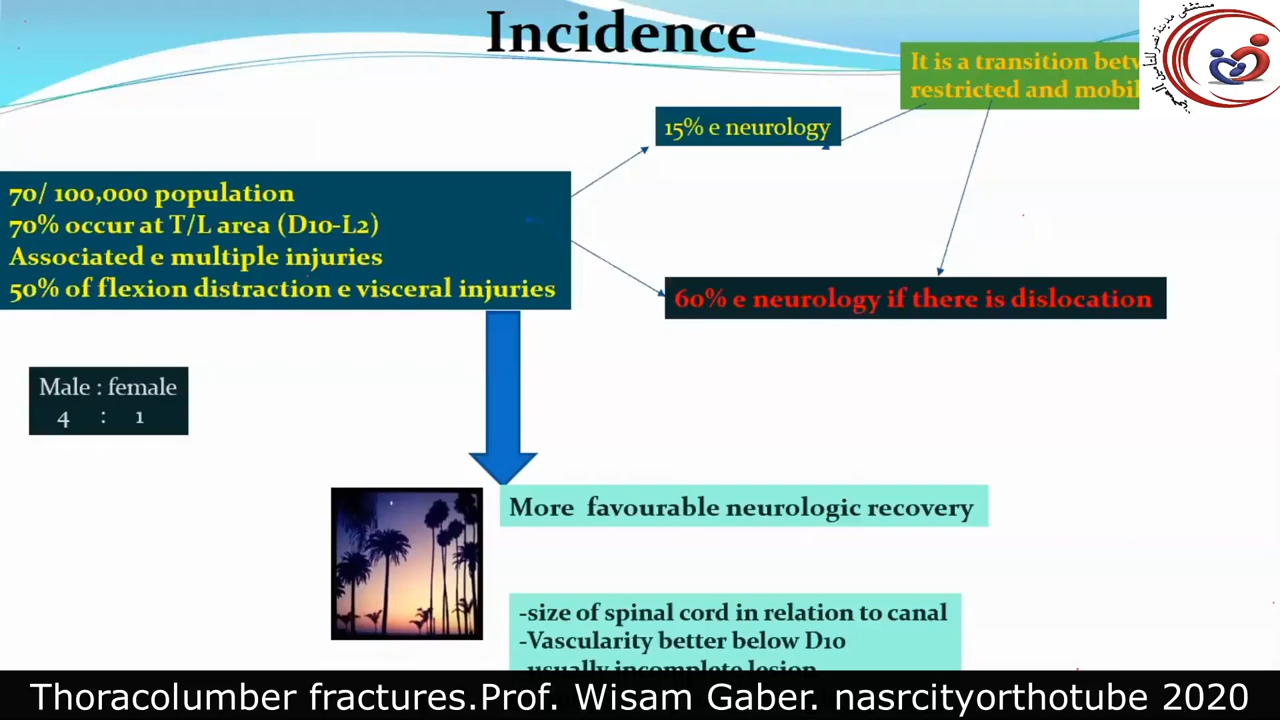 Incidence
It is a transition
restricted and
15% e neurology
70/ 100,000 population
70% occur at T/L area (D10-L2)
Associated e multiple injuries
50% of flexion distraction e visceral injuries
60% e neurology if there is dislocation
Male : female
4 : 1
More favourable neurologic recovery
-size of spinal cord in relation to canal
-Vascularity better below D10
-usually incomplete lesion
Thoracolumber fractures.Prof. Wisam Gaber. nasrcityorthotube 2020